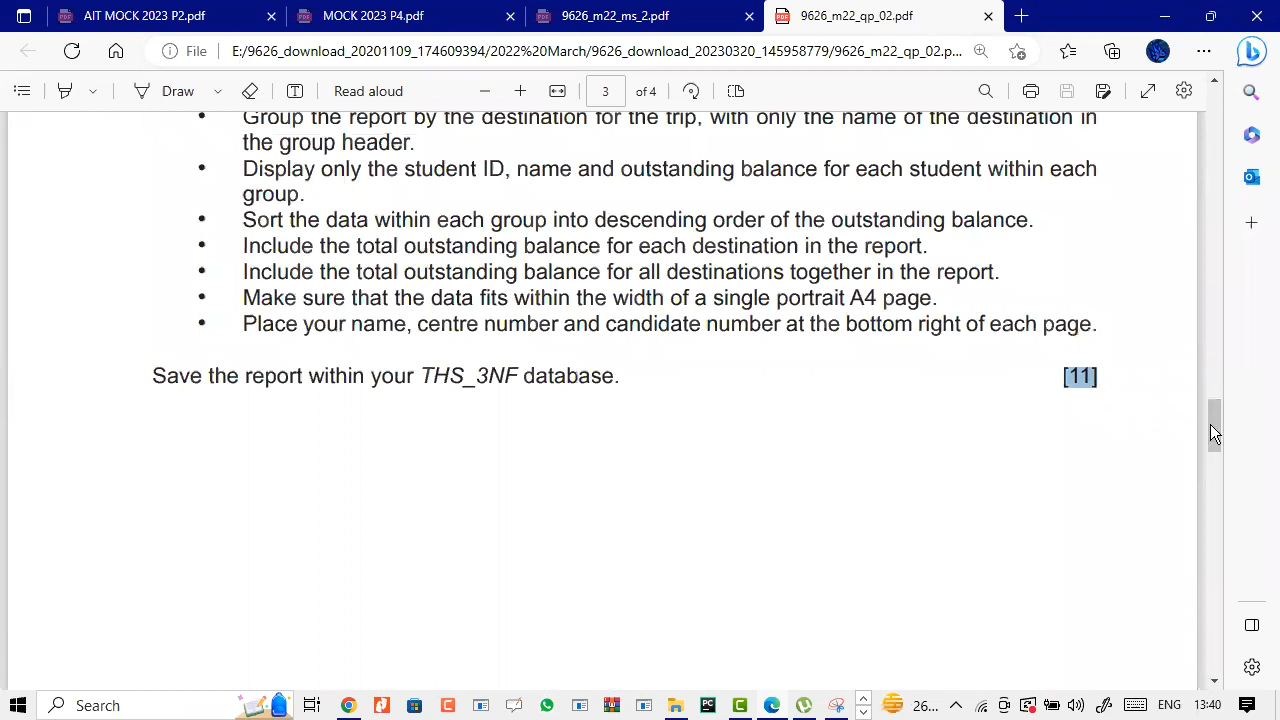 AIT MOCK 2023 P2.pdf
MOCK 2023 P4.pdf
9626_m22_ms_2.pdf
9626_m22_qp_02.pdf
File
E:/9626_download_20201109_174609394/2022%20March/9626_download_20230320_145958779/9626_m22_qp_02.p...
Draw
Read aloud
3
of 4
Group the report by the destination for the trip, with only the name of the destination in
the group header.
• Display only the student ID, name and outstanding balance for each student within each
group.
• Sort the data within each group into descending order of the outstanding balance.
• Include the total outstanding balance for each destination in the report.
• Include the total outstanding balance for all destinations together in the report.
• Make sure that the data fits within the width of a single portrait A4 page.
• Place your name, centre number and candidate number at the bottom right of each page.
Save the report within your THS_3NF database. [11]
Search
26...
ENG
13:40